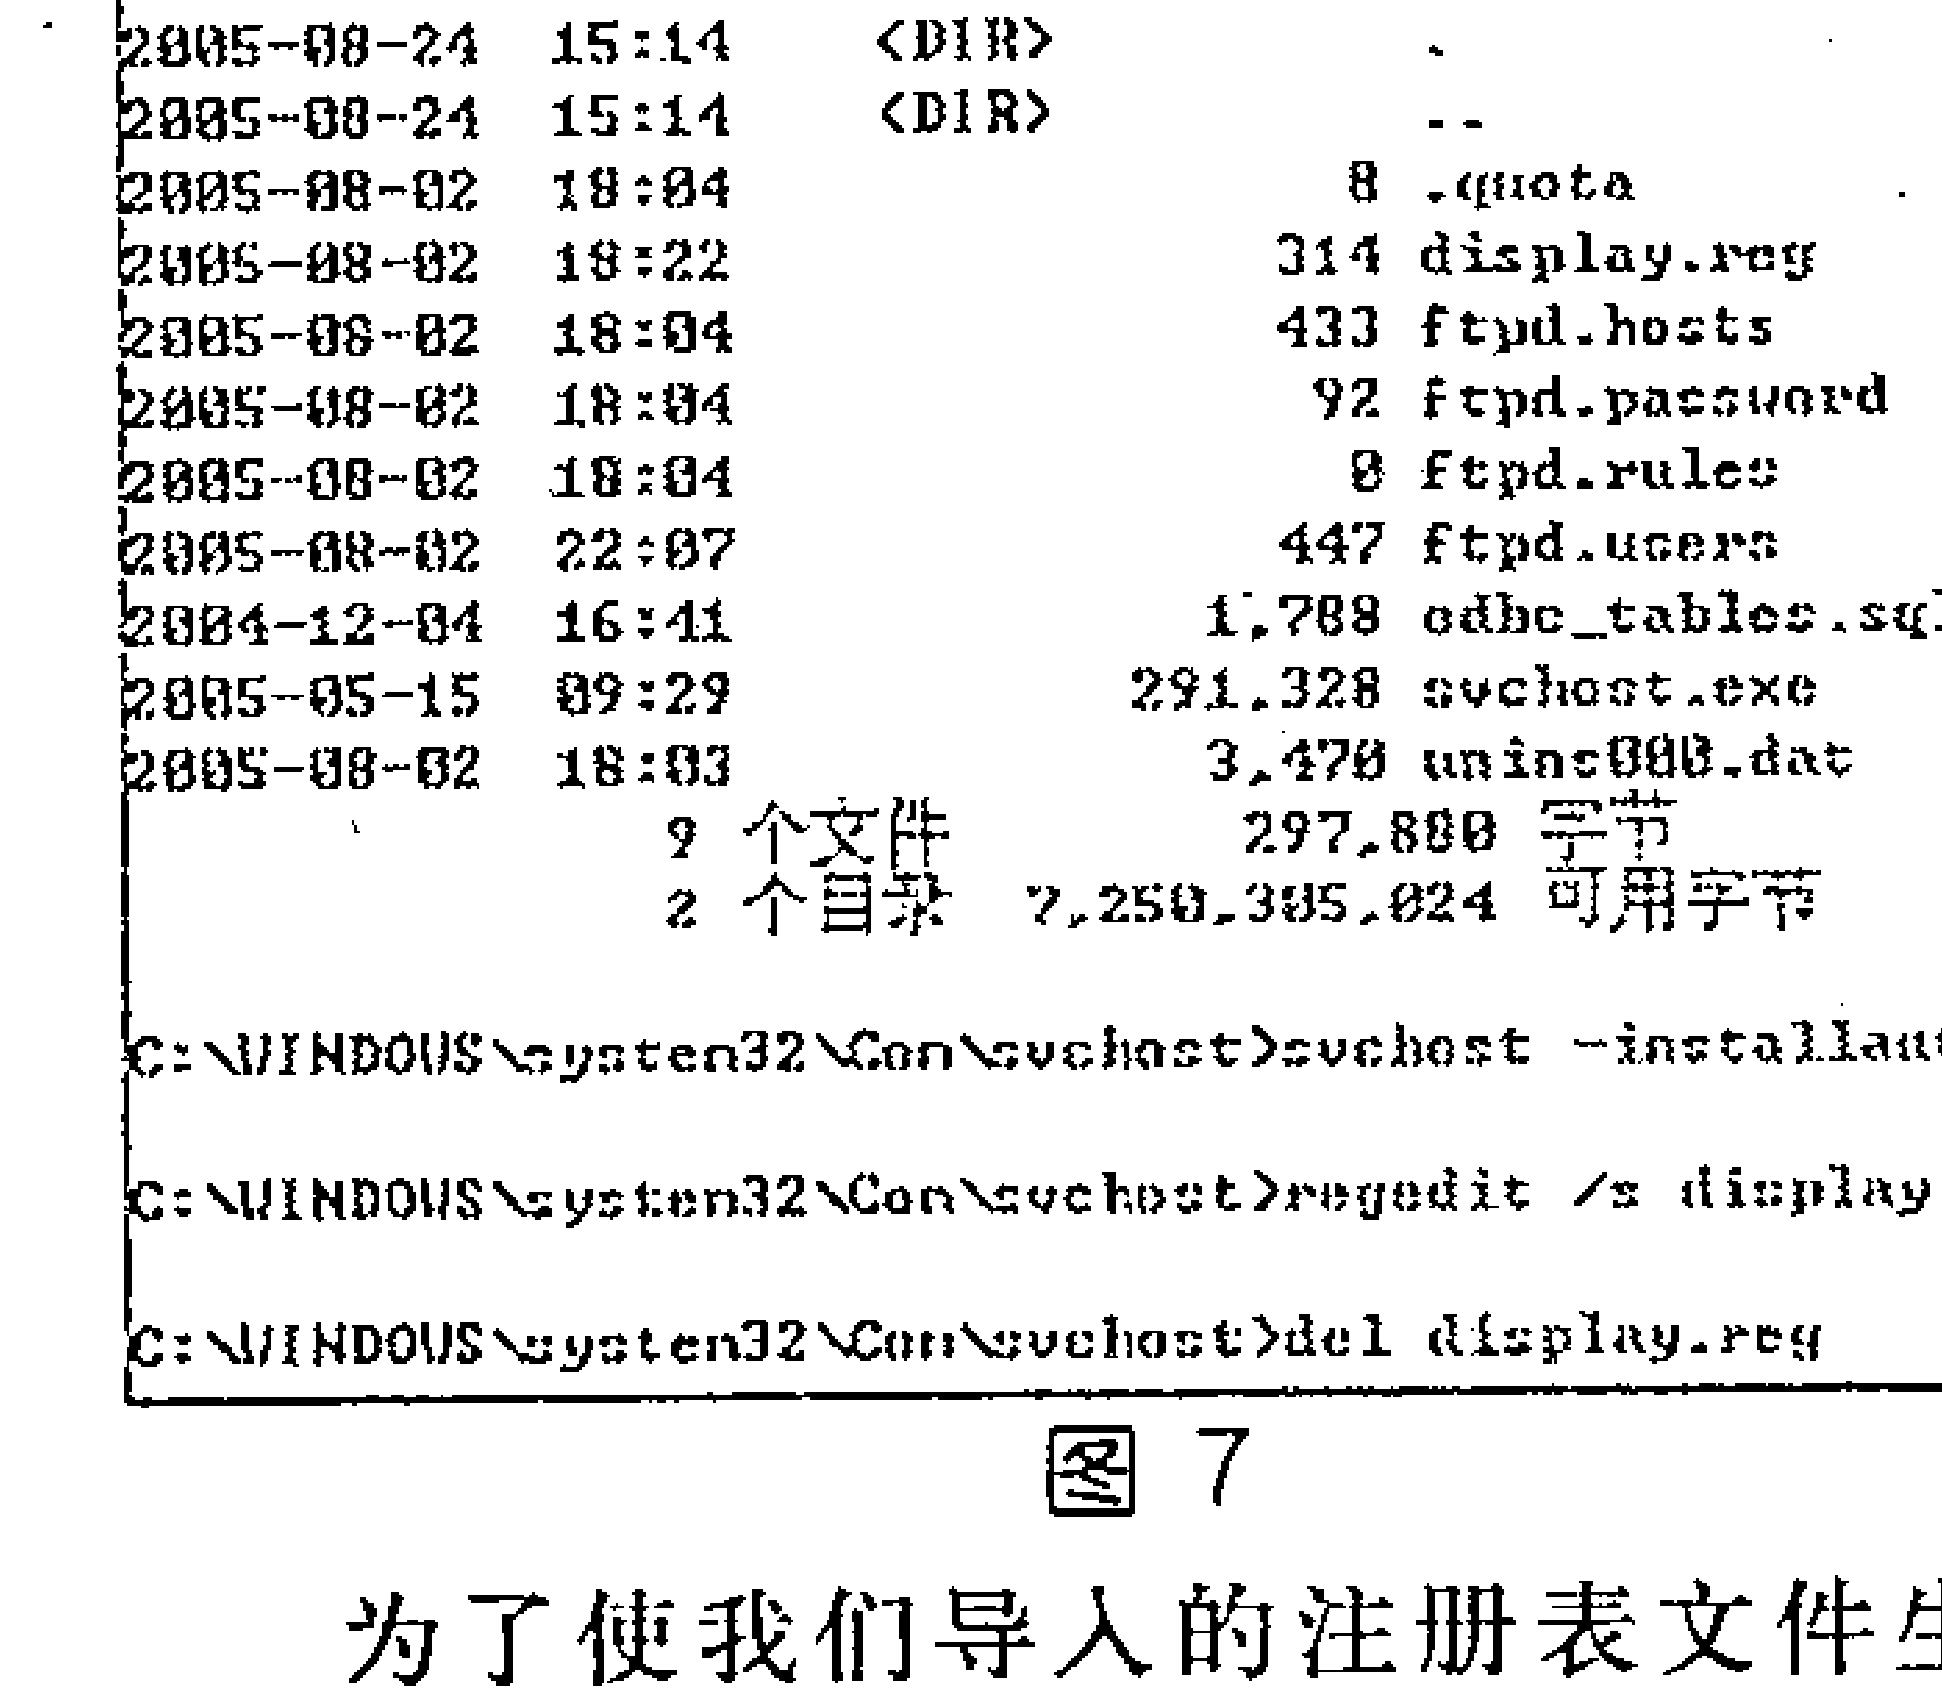 2005-08-24 15:14 <DIR> .
2005-08-24 15:14 <DIR> ..
2005-08-02 18:04 8 .quota
2005-08-02 18:22 314 display.reg
2005-08-02 18:04 433 ftpd.hosts
2005-08-02 18:04 92 ftpd.password
2005-08-02 18:04 0 ftpd.rules
2005-08-02 22:07 447 ftpd.users
2004-12-04 16:41 1,788 odbc_tables.sql
2005-05-15 09:29 291,328 svchost.exe
2005-08-02 18:03 3,470 unins000.dat
9 个文件 297,880 字节
2 个目录 7,250,305,024 可用字节
C:\WINDOWS\system32\Com\svchost>svchost -installaut
C:\WINDOWS\system32\Com\svchost>regedit /s display
C:\WINDOWS\system32\Com\svchost>del display.reg
图 7
为了使我们导入的注册表文件生